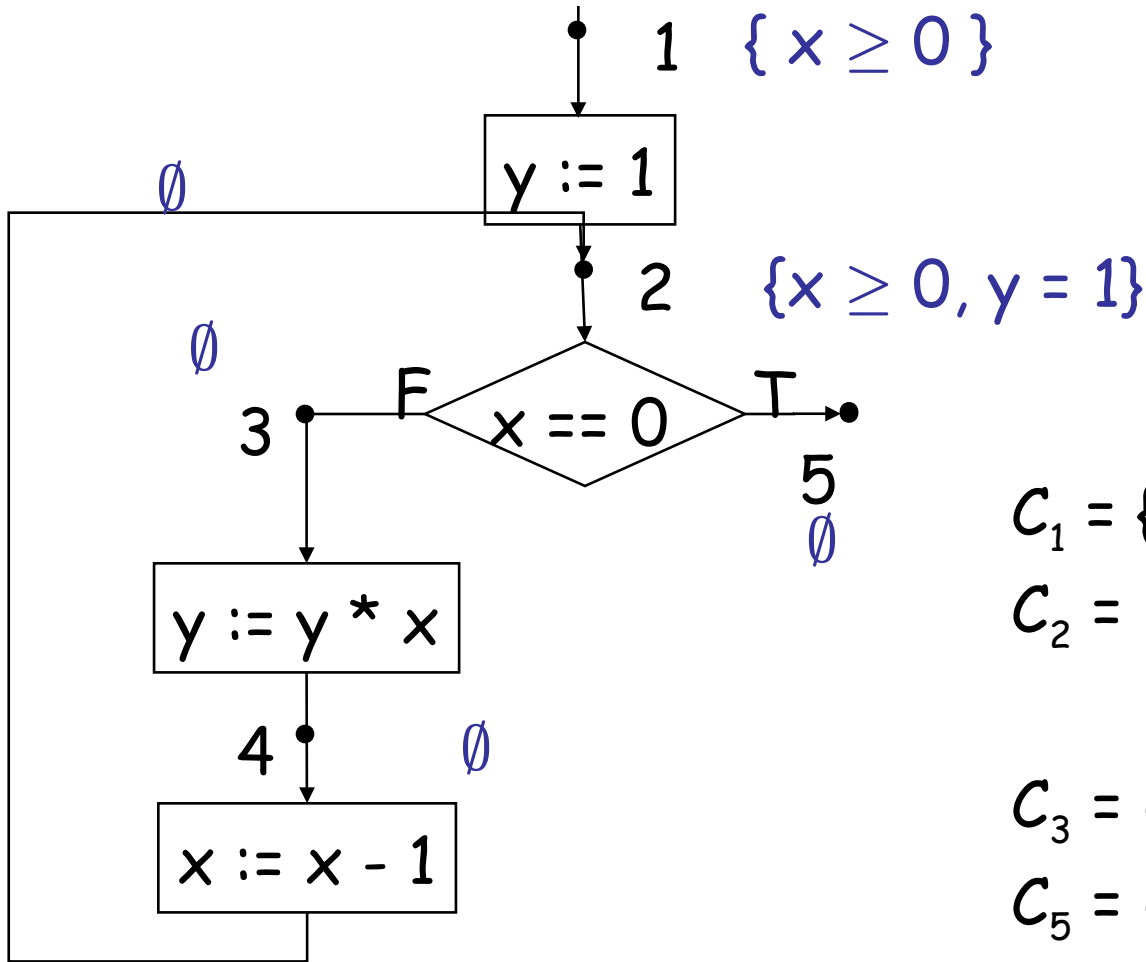 1 { x ≥ 0 }
y := 1
∅
2 {x ≥ 0, y = 1}
∅
F x == 0 T
3
5
∅
C₁ = {
C₂ =
y := y * x
4 ∅
C₃ =
x := x - 1
C₅ =